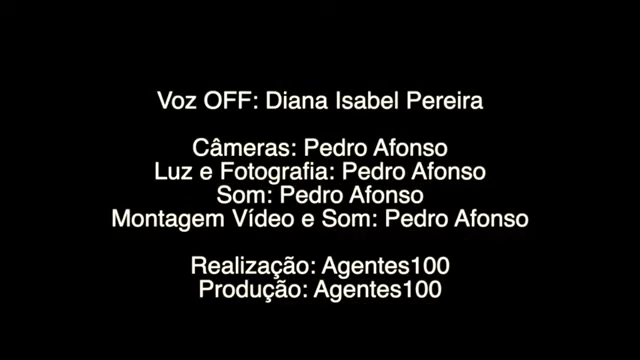 Voz OFF: Diana Isabel Pereira
Câmeras: Pedro Afonso
Luz e Fotografia: Pedro Afonso
Som: Pedro Afonso
Montagem Vídeo e Som: Pedro Afonso
Realização: Agentes100
Produção: Agentes100